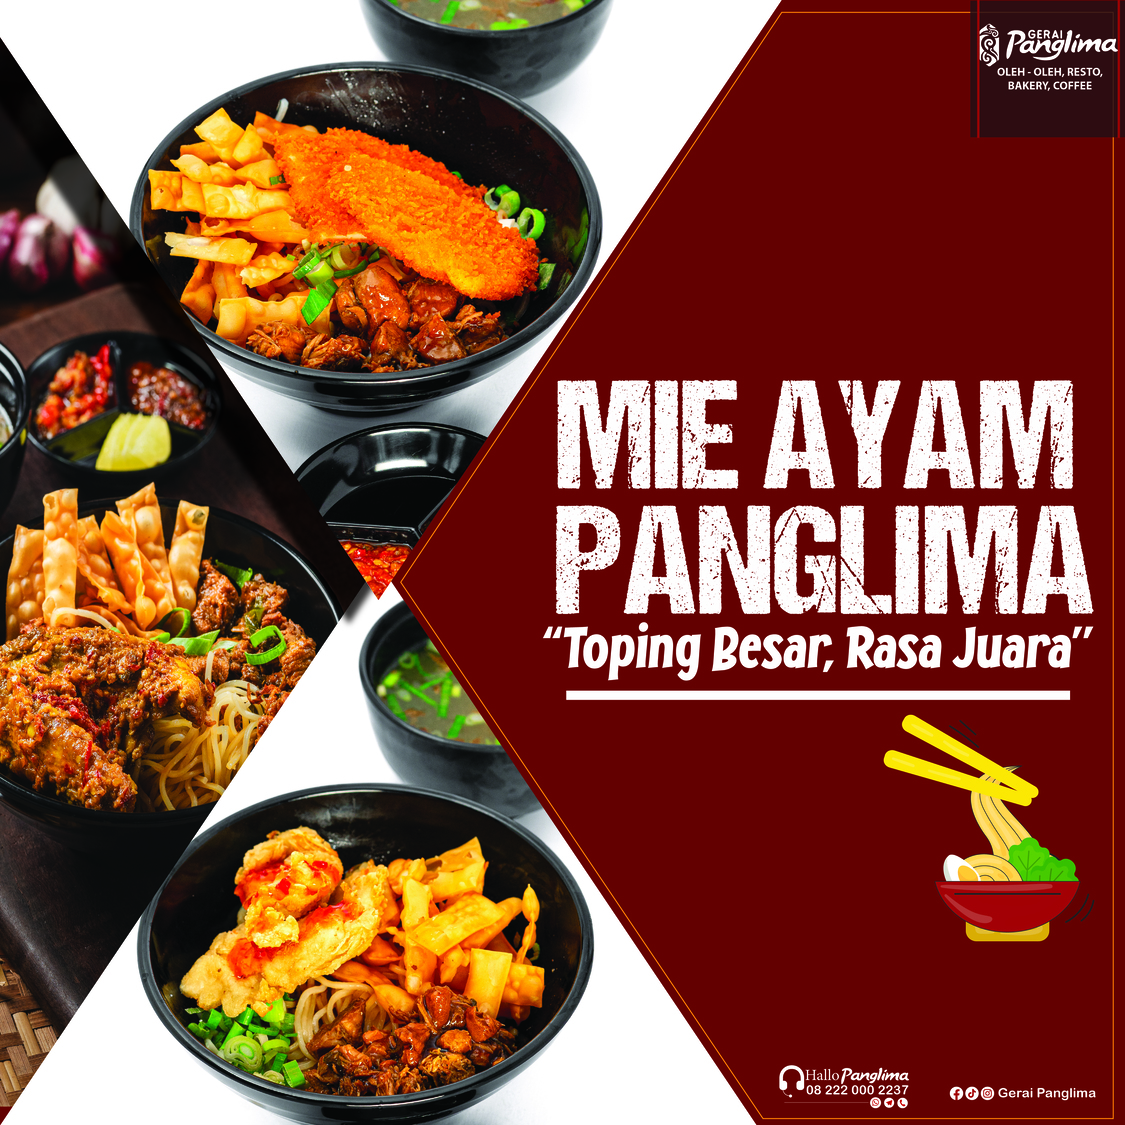 GERAI
Panglima
OLEH - OLEH, RESTO,
BAKERY, COFFEE
MIE AYAM
PANGLIMA
“Toping Besar, Rasa Juara”
Hallo Panglima
08 222 000 2237
Gerai Panglima